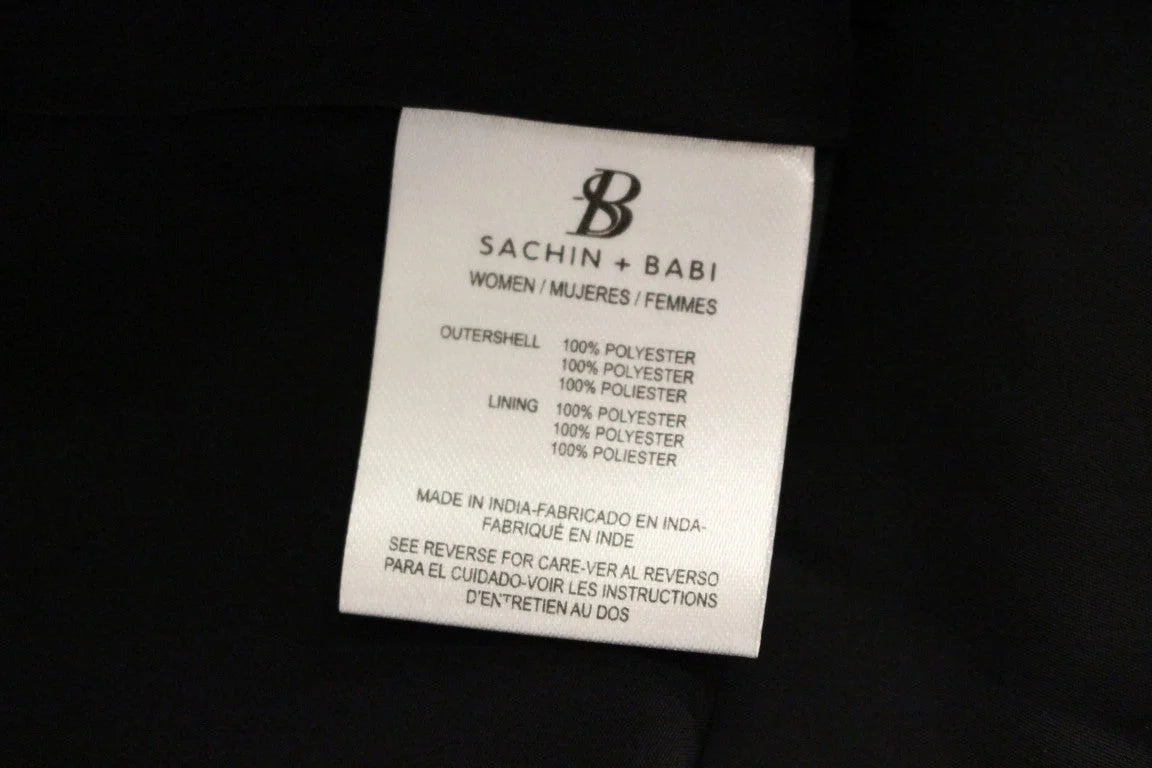 SB
SACHIN + BABI
WOMEN / MUJERES / FEMMES
OUTERSHELL 100% POLYESTER
100% POLYESTER
100% POLIESTER
LINING 100% POLYESTER
100% POLYESTER
100% POLIESTER
MADE IN INDIA-FABRICADO EN INDA-
FABRIQUÉ EN INDE
SEE REVERSE FOR CARE-VER AL REVERSO
PARA EL CUIDADO-VOIR LES INSTRUCTIONS
D'ENTRETIEN AU DOS